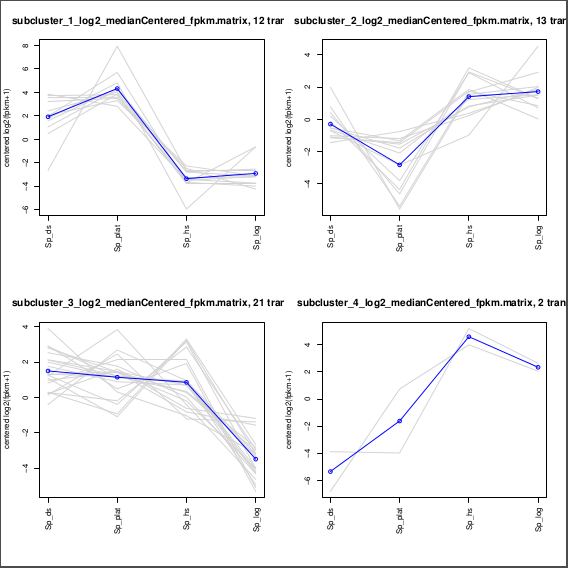 subcluster_1_log2_medianCentered_fpkm.matrix, 12 tran
centered log2(fpkm+1)
8
6
4
2
0
−2
−4
−6
Sp_ds
Sp_plat
Sp_hs
Sp_log
subcluster_2_log2_medianCentered_fpkm.matrix, 13 tran
centered log2(fpkm+1)
4
2
0
−2
−4
Sp_ds
Sp_plat
Sp_hs
Sp_log
subcluster_3_log2_medianCentered_fpkm.matrix, 21 tran
centered log2(fpkm+1)
4
2
0
−2
−4
Sp_ds
Sp_plat
Sp_hs
Sp_log
subcluster_4_log2_medianCentered_fpkm.matrix, 2 tran
centered log2(fpkm+1)
4
2
0
−2
−4
−6
Sp_ds
Sp_plat
Sp_hs
Sp_log